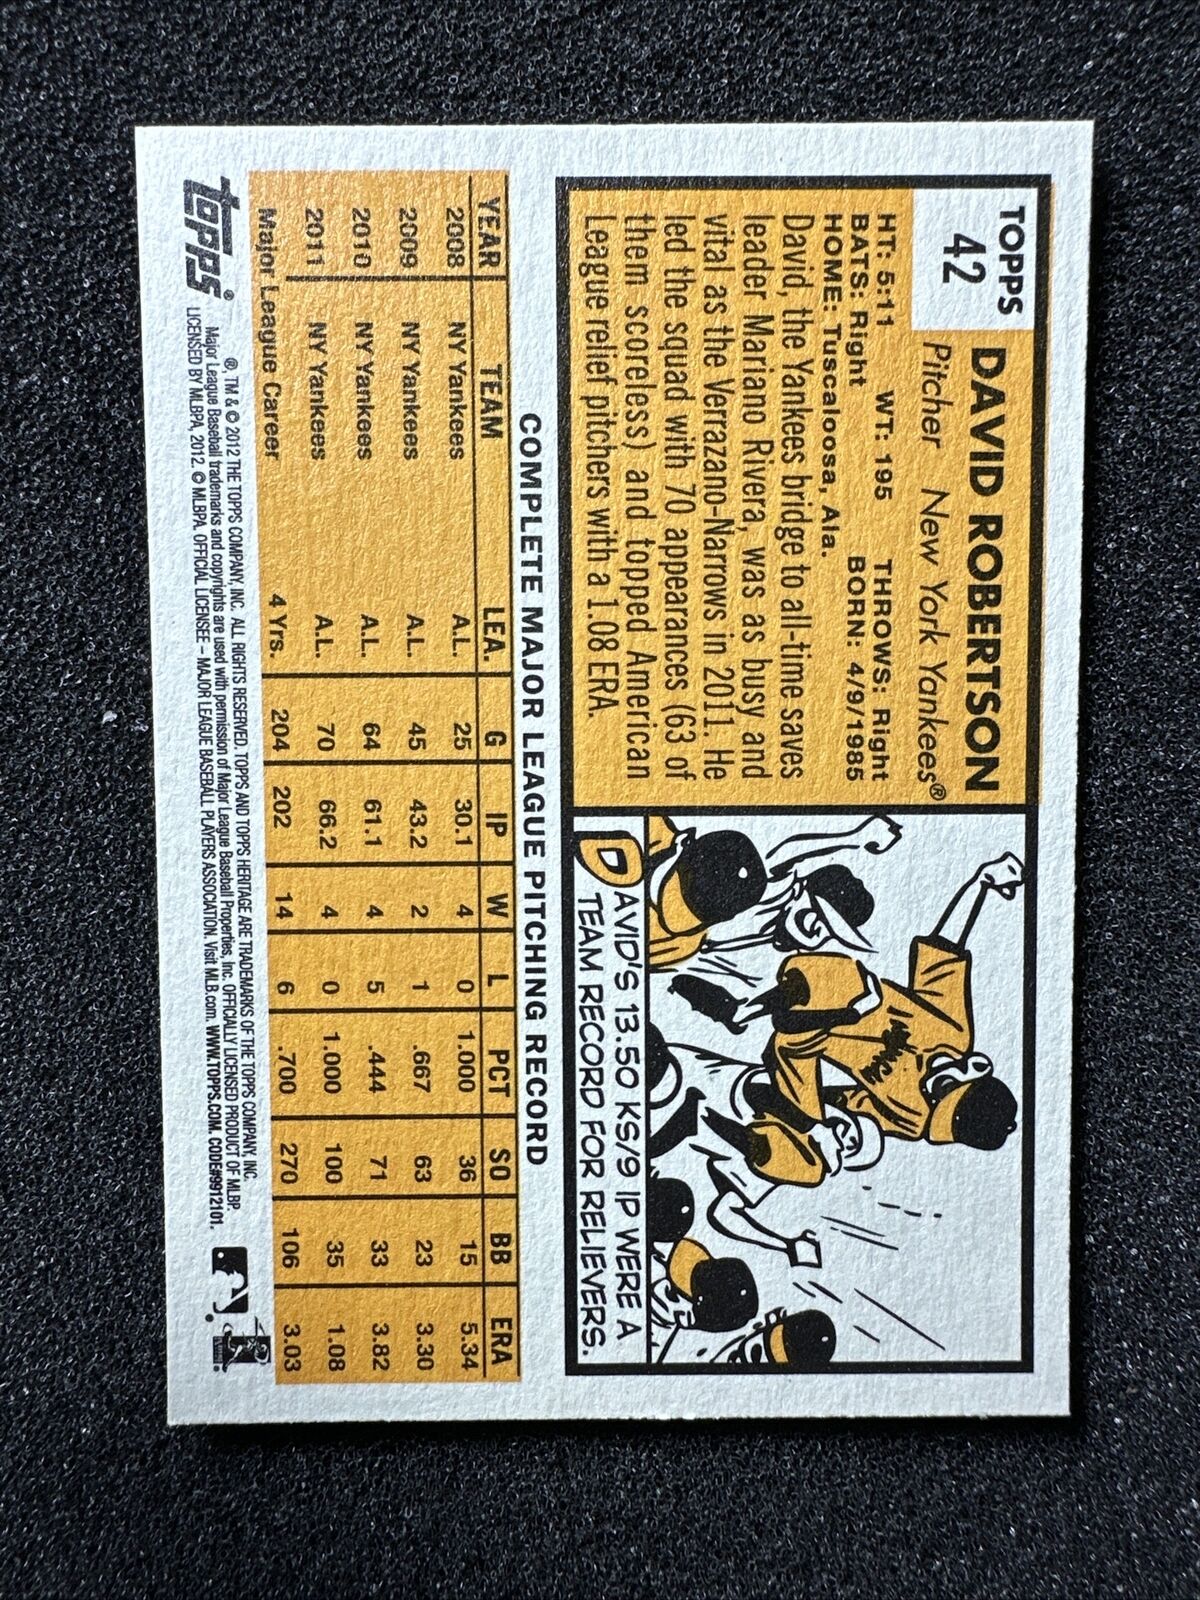 TOPPS
42
DAVID ROBERTSON
Pitcher New York Yankees®
HT: 5:11 WT: 195 THROWS: Right
BATS: Right BORN: 4/9/1985
HOME: Tuscaloosa, Ala.
David, the Yankees bridge to all-time saves
leader Mariano Rivera, was as busy and
vital as the Verrazano-Narrows in 2011. He
led the squad with 70 appearances (63 of
them scoreless) and topped American
League relief pitchers with a 1.08 ERA.
DAVID'S 13.50 KS/9 IP WERE A
TEAM RECORD FOR RELIEVERS.
COMPLETE MAJOR LEAGUE PITCHING RECORD
YEAR TEAM LEA. G IP W L PCT SO BB ERA
2008 NY Yankees A.L. 25 30.1 4 0 1.000 36 15 5.34
2009 NY Yankees A.L. 45 43.2 2 1 .667 63 23 3.30
2010 NY Yankees A.L. 64 61.1 4 5 .444 71 33 3.82
2011 NY Yankees A.L. 70 66.2 4 0 1.000 100 35 1.08
Major League Career 4 Yrs. 204 202 14 6 .700 270 106 3.03
topps®
®, TM & © 2012 THE TOPPS COMPANY, INC. ALL RIGHTS RESERVED. TOPPS AND TOPPS HERITAGE ARE TRADEMARKS OF THE TOPPS COMPANY, INC.
Major League Baseball trademarks and copyrights are used with permission of Major League Baseball Properties, Inc. OFFICIALLY LICENSED PRODUCT OF MLBP.
LICENSED BY MLBPA, 2012. © MLBPA. OFFICIAL LICENSEE – MAJOR LEAGUE BASEBALL PLAYERS ASSOCIATION. Visit MLB.com. WWW.TOPPS.COM. CODE#9912101.